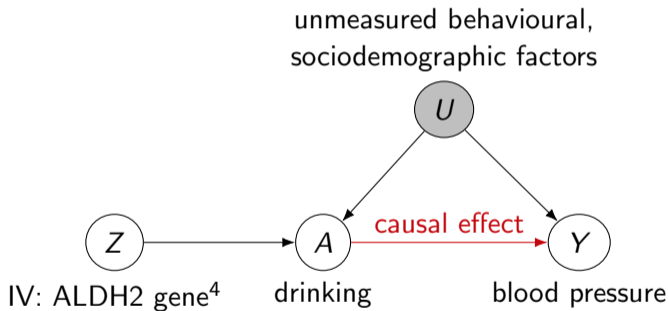 unmeasured behavioural,
sociodemographic factors
U
causal effect
Z
A
Y
IV: ALDH2 gene⁴
drinking
blood pressure